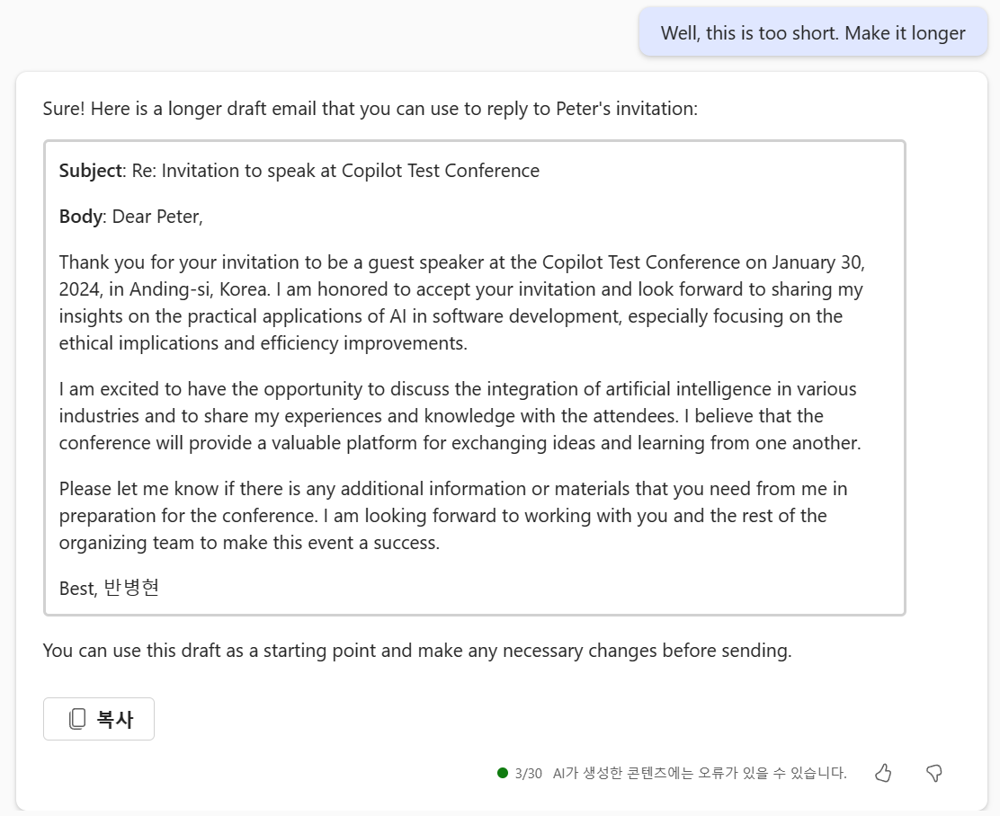 Well, this is too short. Make it longer
Sure! Here is a longer draft email that you can use to reply to Peter's invitation:
Subject: Re: Invitation to speak at Copilot Test Conference
Body: Dear Peter,
Thank you for your invitation to be a guest speaker at the Copilot Test Conference on January 30,
2024, in Anding-si, Korea. I am honored to accept your invitation and look forward to sharing my
insights on the practical applications of AI in software development, especially focusing on the
ethical implications and efficiency improvements.
I am excited to have the opportunity to discuss the integration of artificial intelligence in various
industries and to share my experiences and knowledge with the attendees. I believe that the
conference will provide a valuable platform for exchanging ideas and learning from one another.
Please let me know if there is any additional information or materials that you need from me in
preparation for the conference. I am looking forward to working with you and the rest of the
organizing team to make this event a success.
Best, 반병현
You can use this draft as a starting point and make any necessary changes before sending.
복사
3/30 AI가 생성한 콘텐츠에는 오류가 있을 수 있습니다.